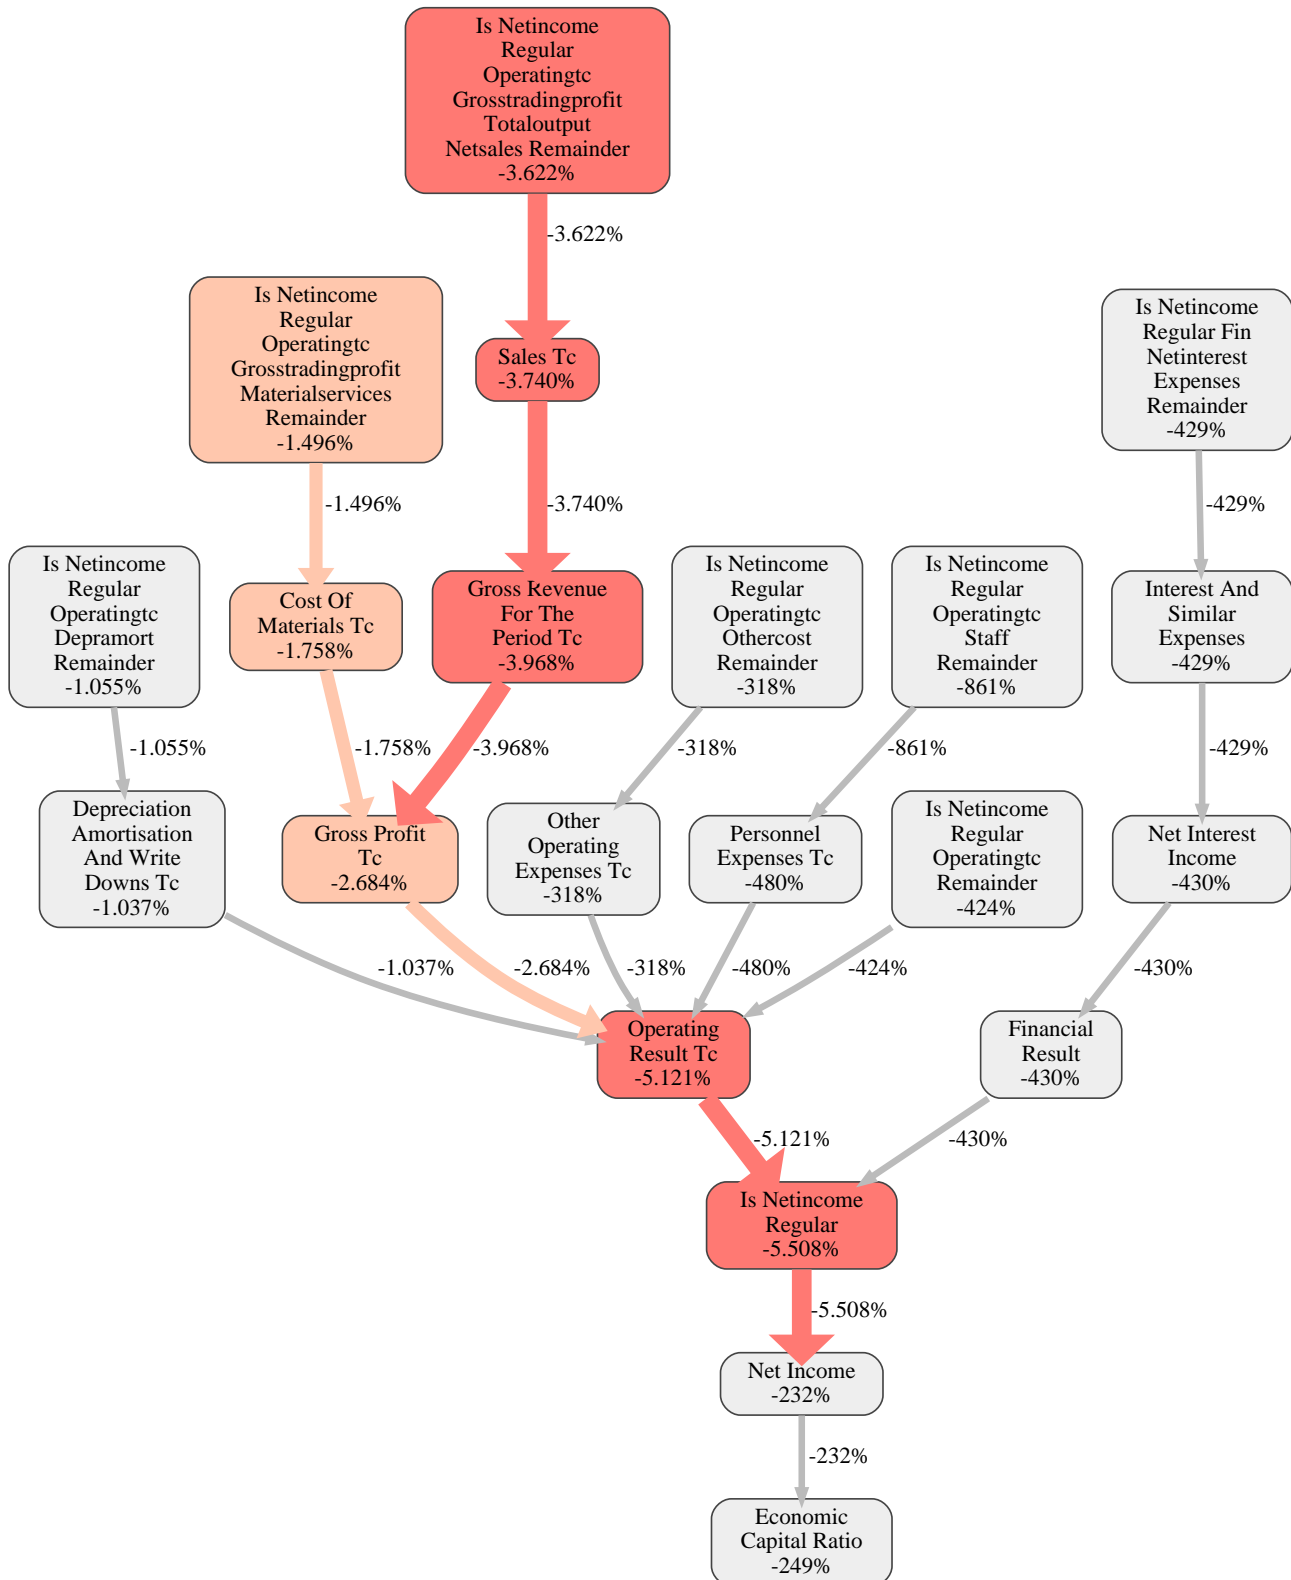 Is Netincome
Regular
Operatingtc
Grosstradingprofit
Totaloutput
Netsales Remainder
-3.622%
-3.622%
Is Netincome
Regular
Operatingtc
Grosstradingprofit
Materialservices
Remainder
-1.496%
Sales Tc
-3.740%
Is Netincome
Regular Fin
Netinterest
Expenses
Remainder
-429%
-1.496%
-3.740%
-429%
Is Netincome
Regular
Operatingtc
Depramort
Remainder
-1.055%
Cost Of
Materials Tc
-1.758%
Gross Revenue
For The
Period Tc
-3.968%
Is Netincome
Regular
Operatingtc
Othercost
Remainder
-318%
Is Netincome
Regular
Operatingtc
Staff
Remainder
-861%
Interest And
Similar
Expenses
-429%
-1.055%
-1.758%
-3.968%
-318%
-861%
-429%
Depreciation
Amortisation
And Write
Downs Tc
-1.037%
Gross Profit
Tc
-2.684%
Other
Operating
Expenses Tc
-318%
Personnel
Expenses Tc
-480%
Is Netincome
Regular
Operatingtc
Remainder
-424%
Net Interest
Income
-430%
-1.037%
-2.684%
-318%
-480%
-424%
-430%
Operating
Result Tc
-5.121%
Financial
Result
-430%
-5.121%
-430%
Is Netincome
Regular
-5.508%
-5.508%
Net Income
-232%
-232%
Economic
Capital Ratio
-249%